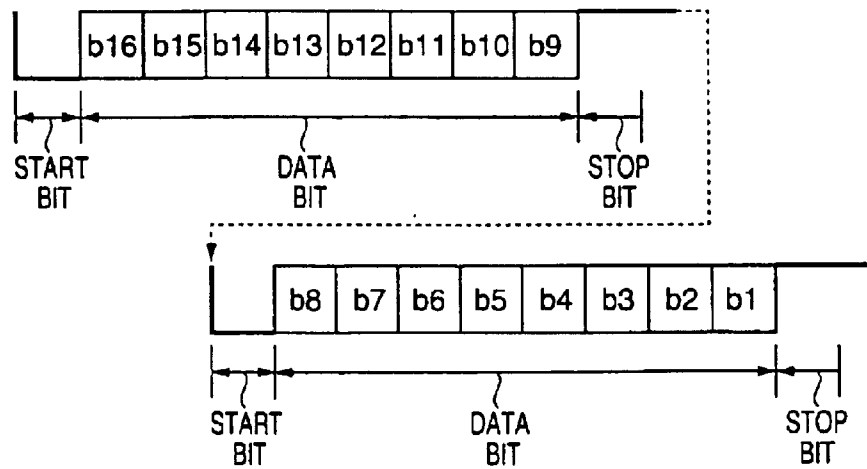 b16 b15 b14 b13 b12 b11 b10 b9
START BIT
DATA BIT
STOP BIT
b8 b7 b6 b5 b4 b3 b2 b1
START BIT
DATA BIT
STOP BIT